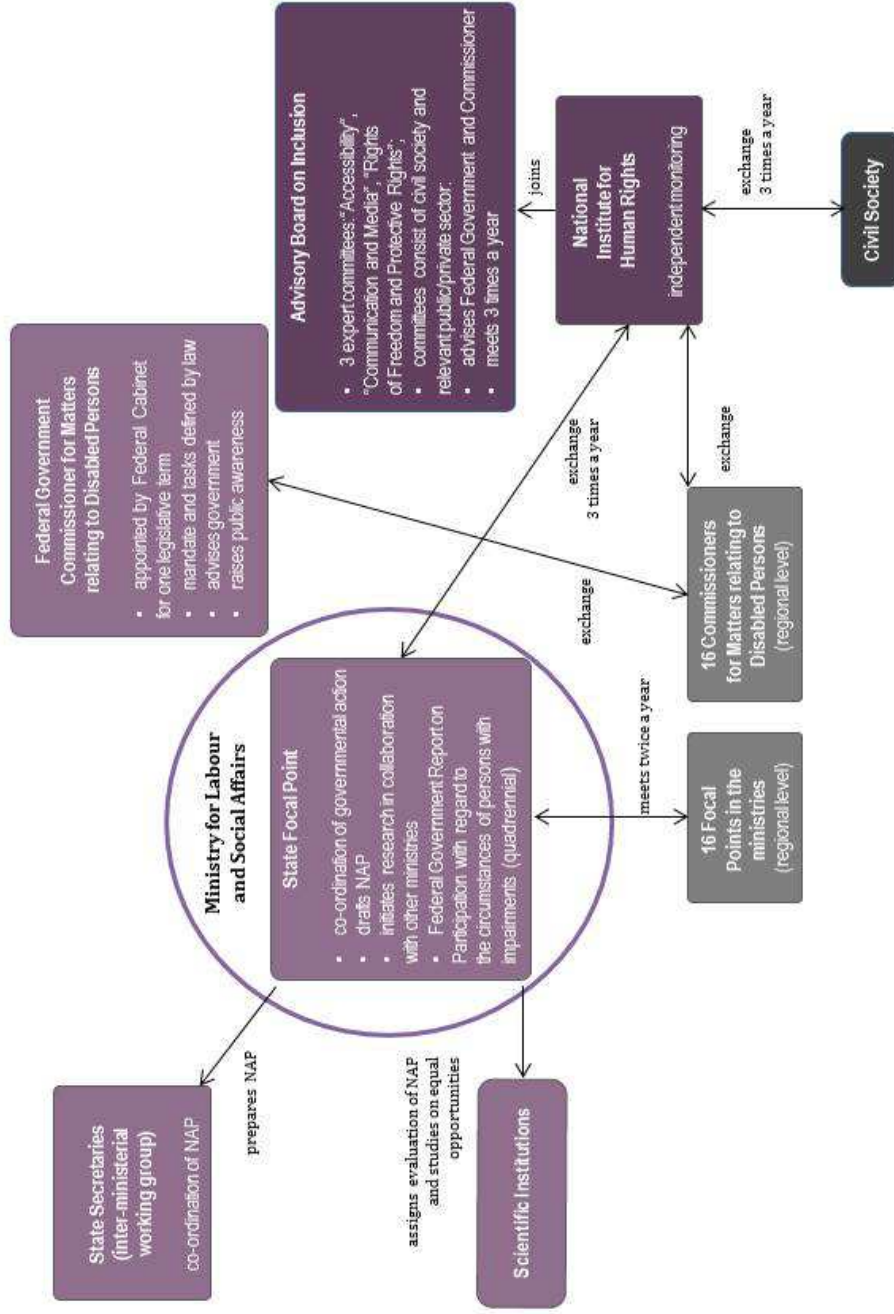 State Secretaries
(inter-ministerial
working group)
co-ordination of NAP
prepares NAP
assigns evaluation of NAP
and studies on equal
opportunities
Scientific Institutions
Ministry for Labour
and Social Affairs
State Focal Point
▪ co-ordination of governmental action
▪ drafts NAP
▪ initiates research in collaboration
with other ministries
▪ Federal Government Report on
Participation with regard to
the circumstances of persons with
impairments (quadrennial)
meets twice a year
16 Focal
Points in the
ministries
(regional level)
Federal Government
Commissioner for Matters
relating to Disabled Persons
▪ appointed by Federal Cabinet
for one legislative term
▪ mandate and tasks defined by law
▪ advises government
▪ raises public awareness
exchange
16 Commissioners
for Matters relating to
Disabled Persons
(regional level)
exchange
3 times a year
exchange
Advisory Board on Inclusion
▪ 3 expert committees: "Accessibility",
"Communication and Media", "Rights
of Freedom and Protective Rights";
▪ committees consist of civil society and
relevant public/private sector;
▪ advises Federal Government and Commissioner
▪ meets 3 times a year
joins
National
Institute for
Human Rights
independent monitoring
exchange
3 times a year
Civil Society